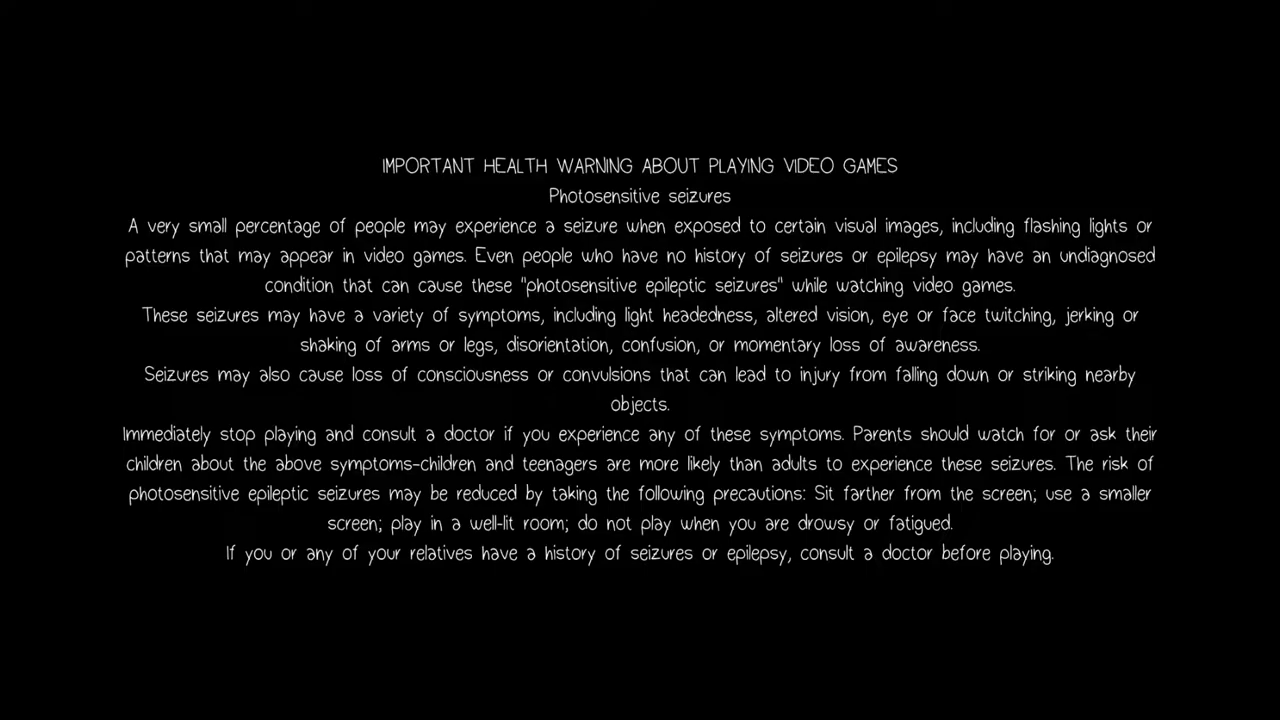 IMPORTANT HEALTH WARNING ABOUT PLAYING VIDEO GAMES
Photosensitive seizures
A very small percentage of people may experience a seizure when exposed to certain visual images, including flashing lights or
patterns that may appear in video games. Even people who have no history of seizures or epilepsy may have an undiagnosed
condition that can cause these "photosensitive epileptic seizures" while watching video games.
These seizures may have a variety of symptoms, including light headedness, altered vision, eye or face twitching, jerking or
shaking of arms or legs, disorientation, confusion, or momentary loss of awareness.
Seizures may also cause loss of consciousness or convulsions that can lead to injury from falling down or striking nearby
objects.
Immediately stop playing and consult a doctor if you experience any of these symptoms. Parents should watch for or ask their
children about the above symptoms-children and teenagers are more likely than adults to experience these seizures. The risk of
photosensitive epileptic seizures may be reduced by taking the following precautions: Sit farther from the screen; use a smaller
screen; play in a well-lit room; do not play when you are drowsy or fatigued.
If you or any of your relatives have a history of seizures or epilepsy, consult a doctor before playing.